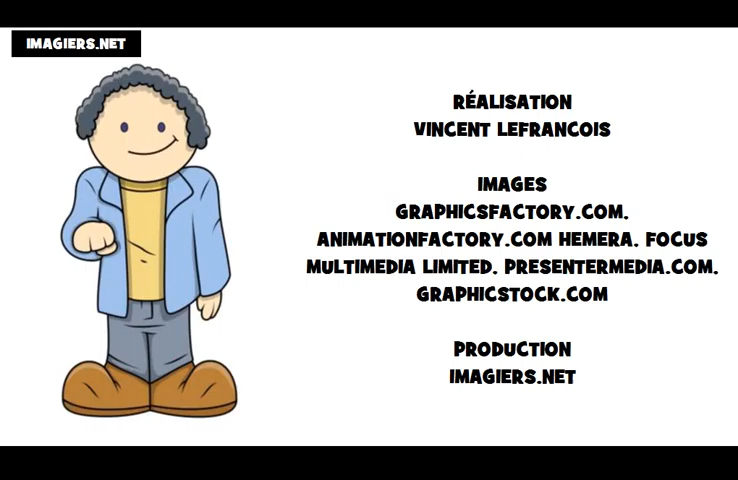 IMAGIERS.NET
RÉALISATION
VINCENT LEFRANCOIS
IMAGES
GRAPHICSFACTORY.COM,
ANIMATIONFACTORY.COM HEMERA, FOCUS
MULTIMEDIA LIMITED, PRESENTERMEDIA.COM,
GRAPHICSTOCK.COM
PRODUCTION
IMAGIERS.NET